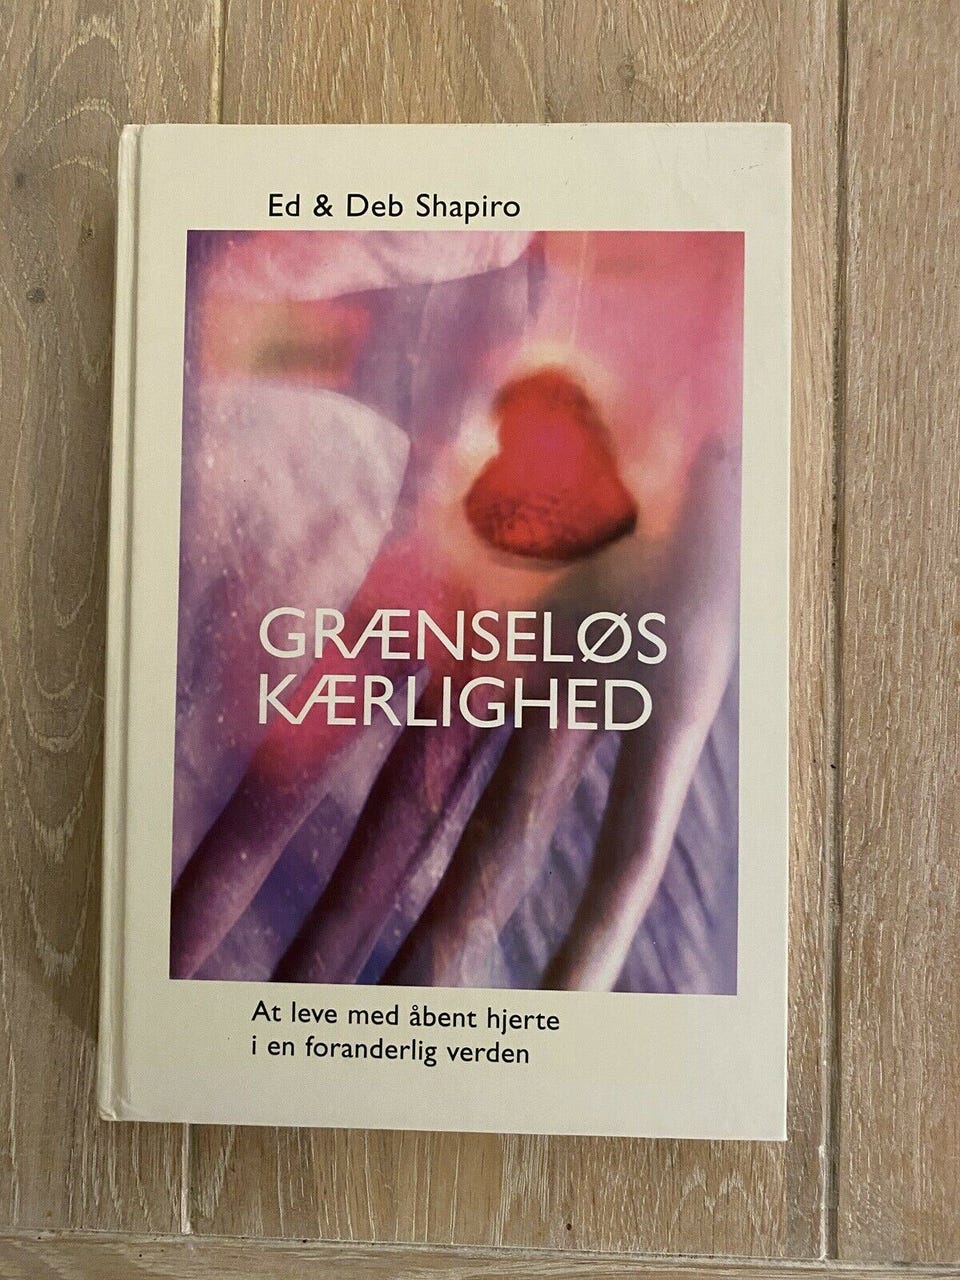 Ed & Deb Shapiro
GRÆNSELØS
KÆRLIGHED
At leve med åbent hjerte
i en foranderlig verden